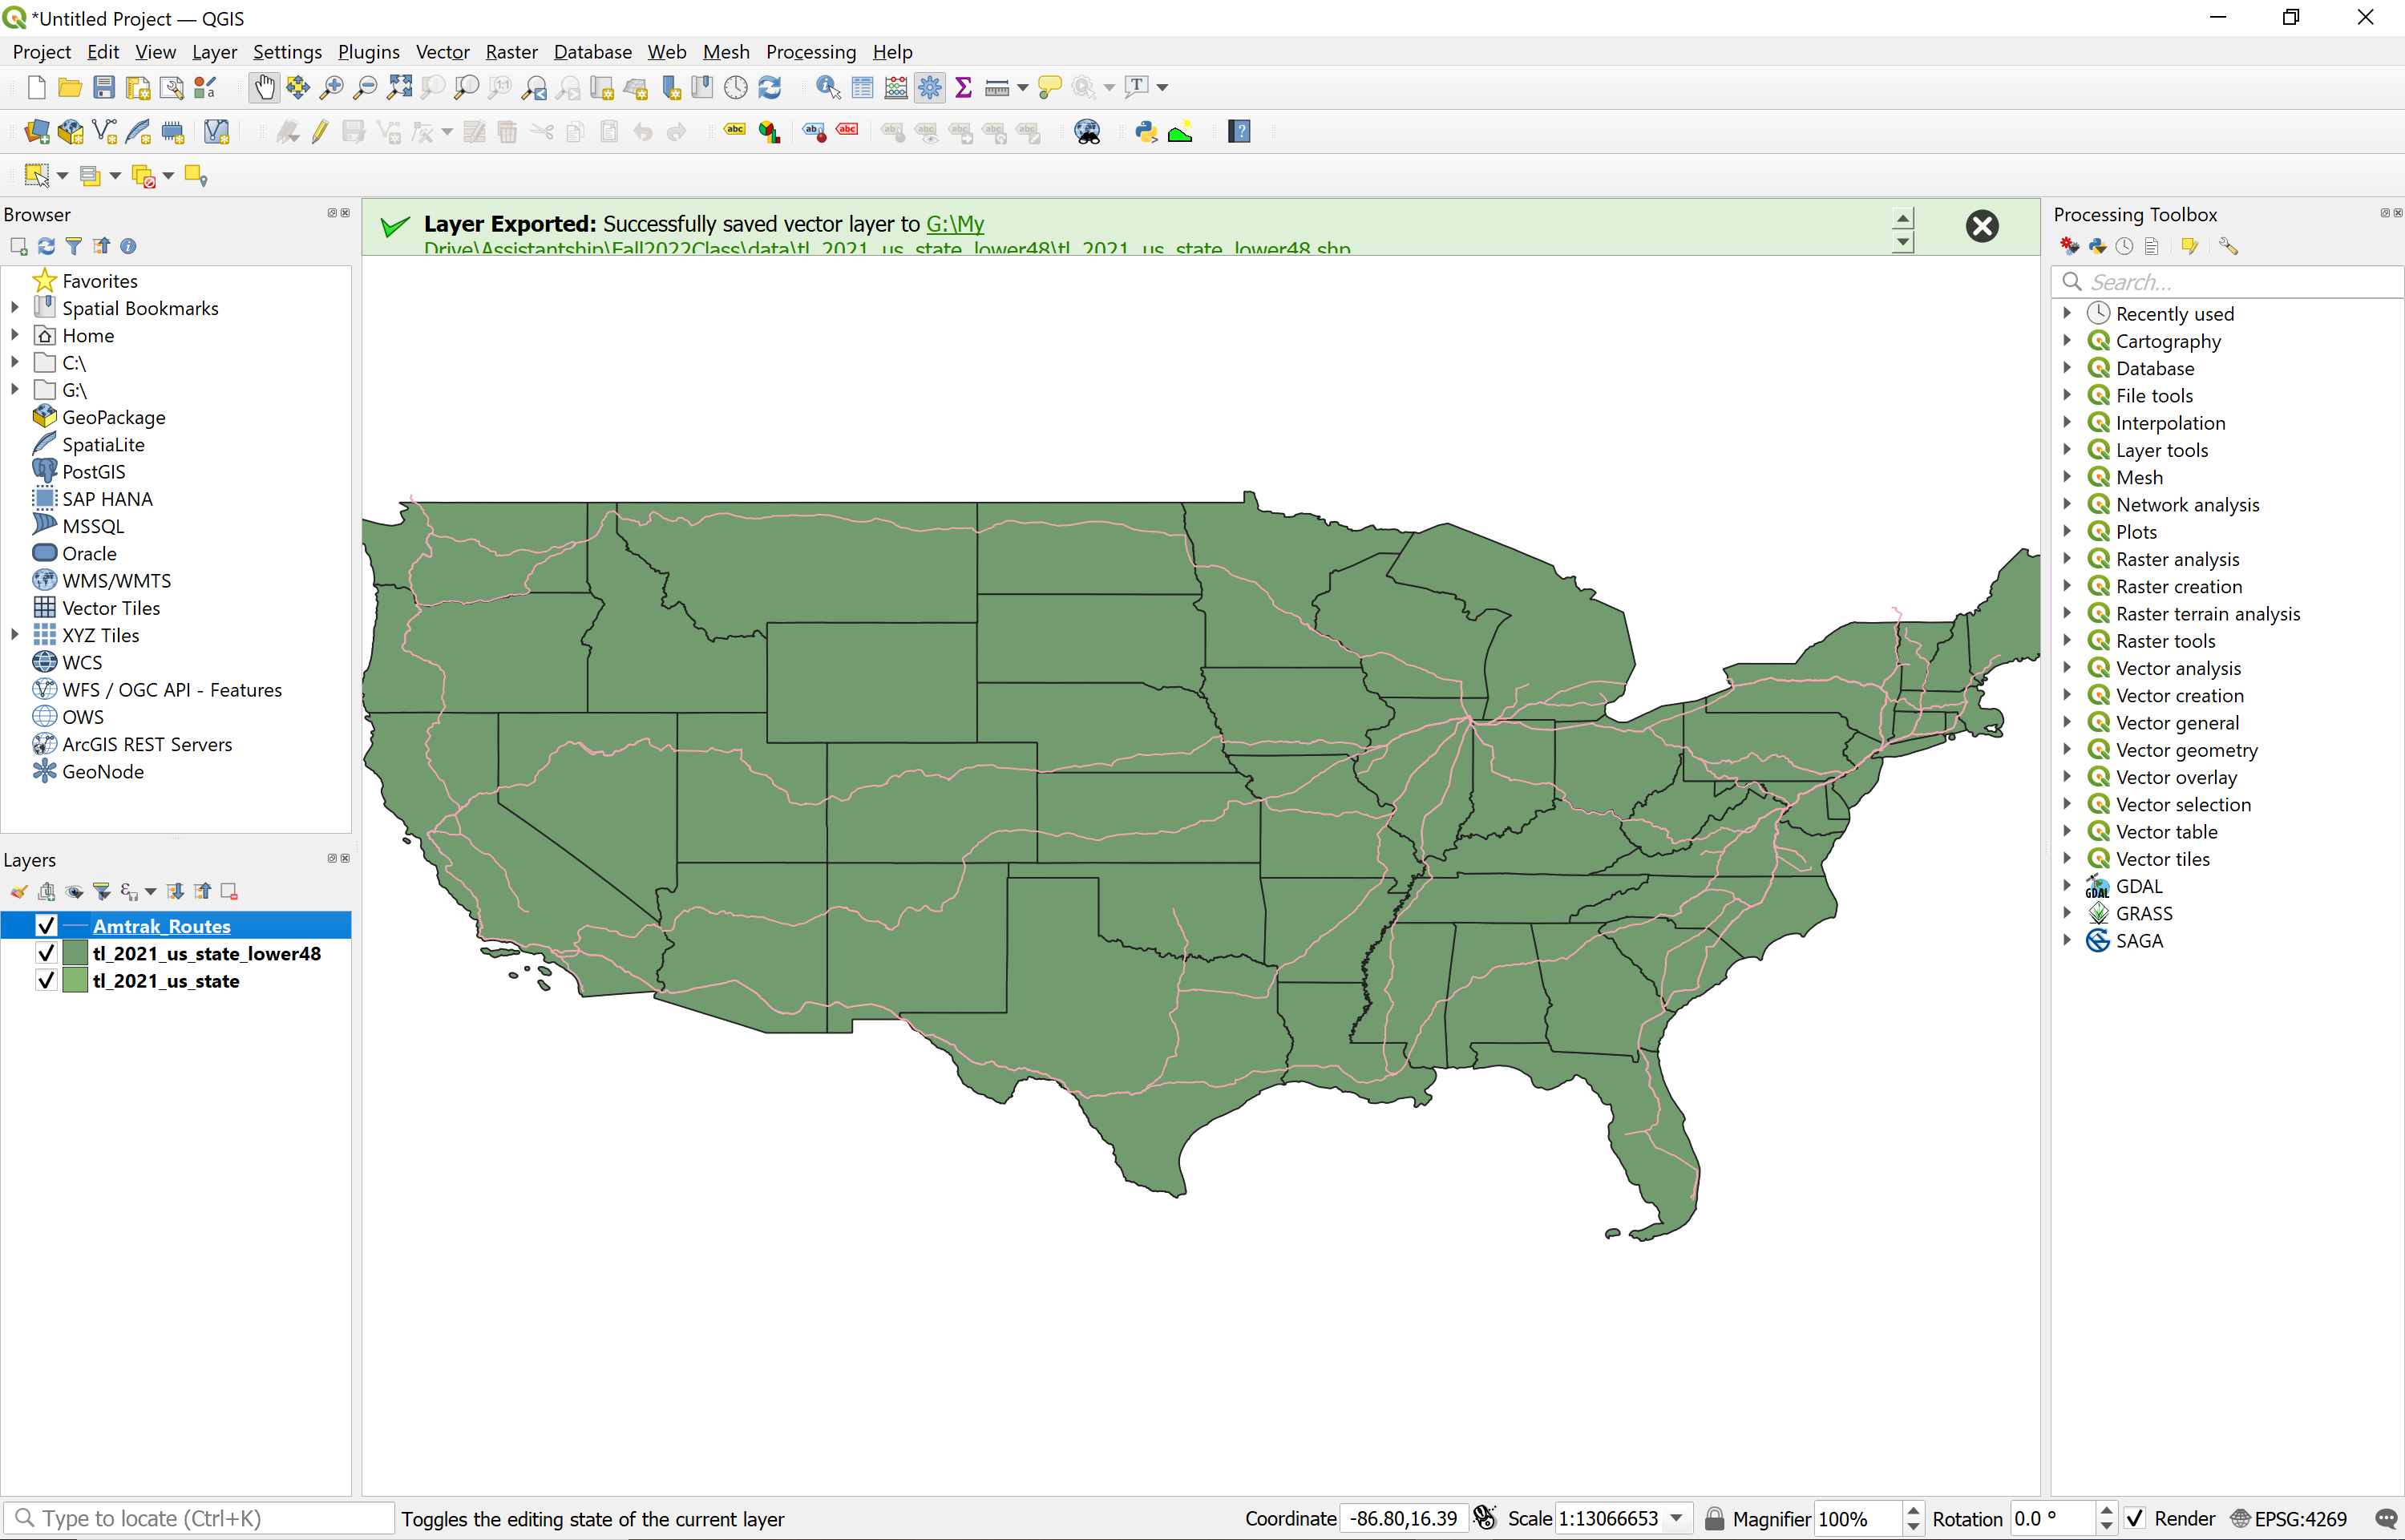 *Untitled Project — QGIS
Project Edit View Layer Settings Plugins Vector Raster Database Web Mesh Processing Help
Browser
Favorites
Spatial Bookmarks
Home
C:\
G:\
GeoPackage
SpatiaLite
PostGIS
SAP HANA
MSSQL
Oracle
WMS/WMTS
Vector Tiles
XYZ Tiles
WCS
WFS / OGC API - Features
OWS
ArcGIS REST Servers
GeoNode
Layers
Amtrak_Routes
tl_2021_us_state_lower48
tl_2021_us_state
Layer Exported: Successfully saved vector layer to G:\My
Drive\Assistantship\Fall2022Class\data\tl_2021_us_state_lower48\tl_2021_us_state_lower48.shp
Processing Toolbox
Search...
Recently used
Cartography
Database
File tools
Interpolation
Layer tools
Mesh
Network analysis
Plots
Raster analysis
Raster creation
Raster terrain analysis
Raster tools
Vector analysis
Vector creation
Vector general
Vector geometry
Vector overlay
Vector selection
Vector table
Vector tiles
GDAL
GRASS
SAGA
Type to locate (Ctrl+K) Toggles the editing state of the current layer Coordinate -86.80,16.39 Scale 1:13066653 Magnifier 100% Rotation 0.0 ° Render EPSG:4269